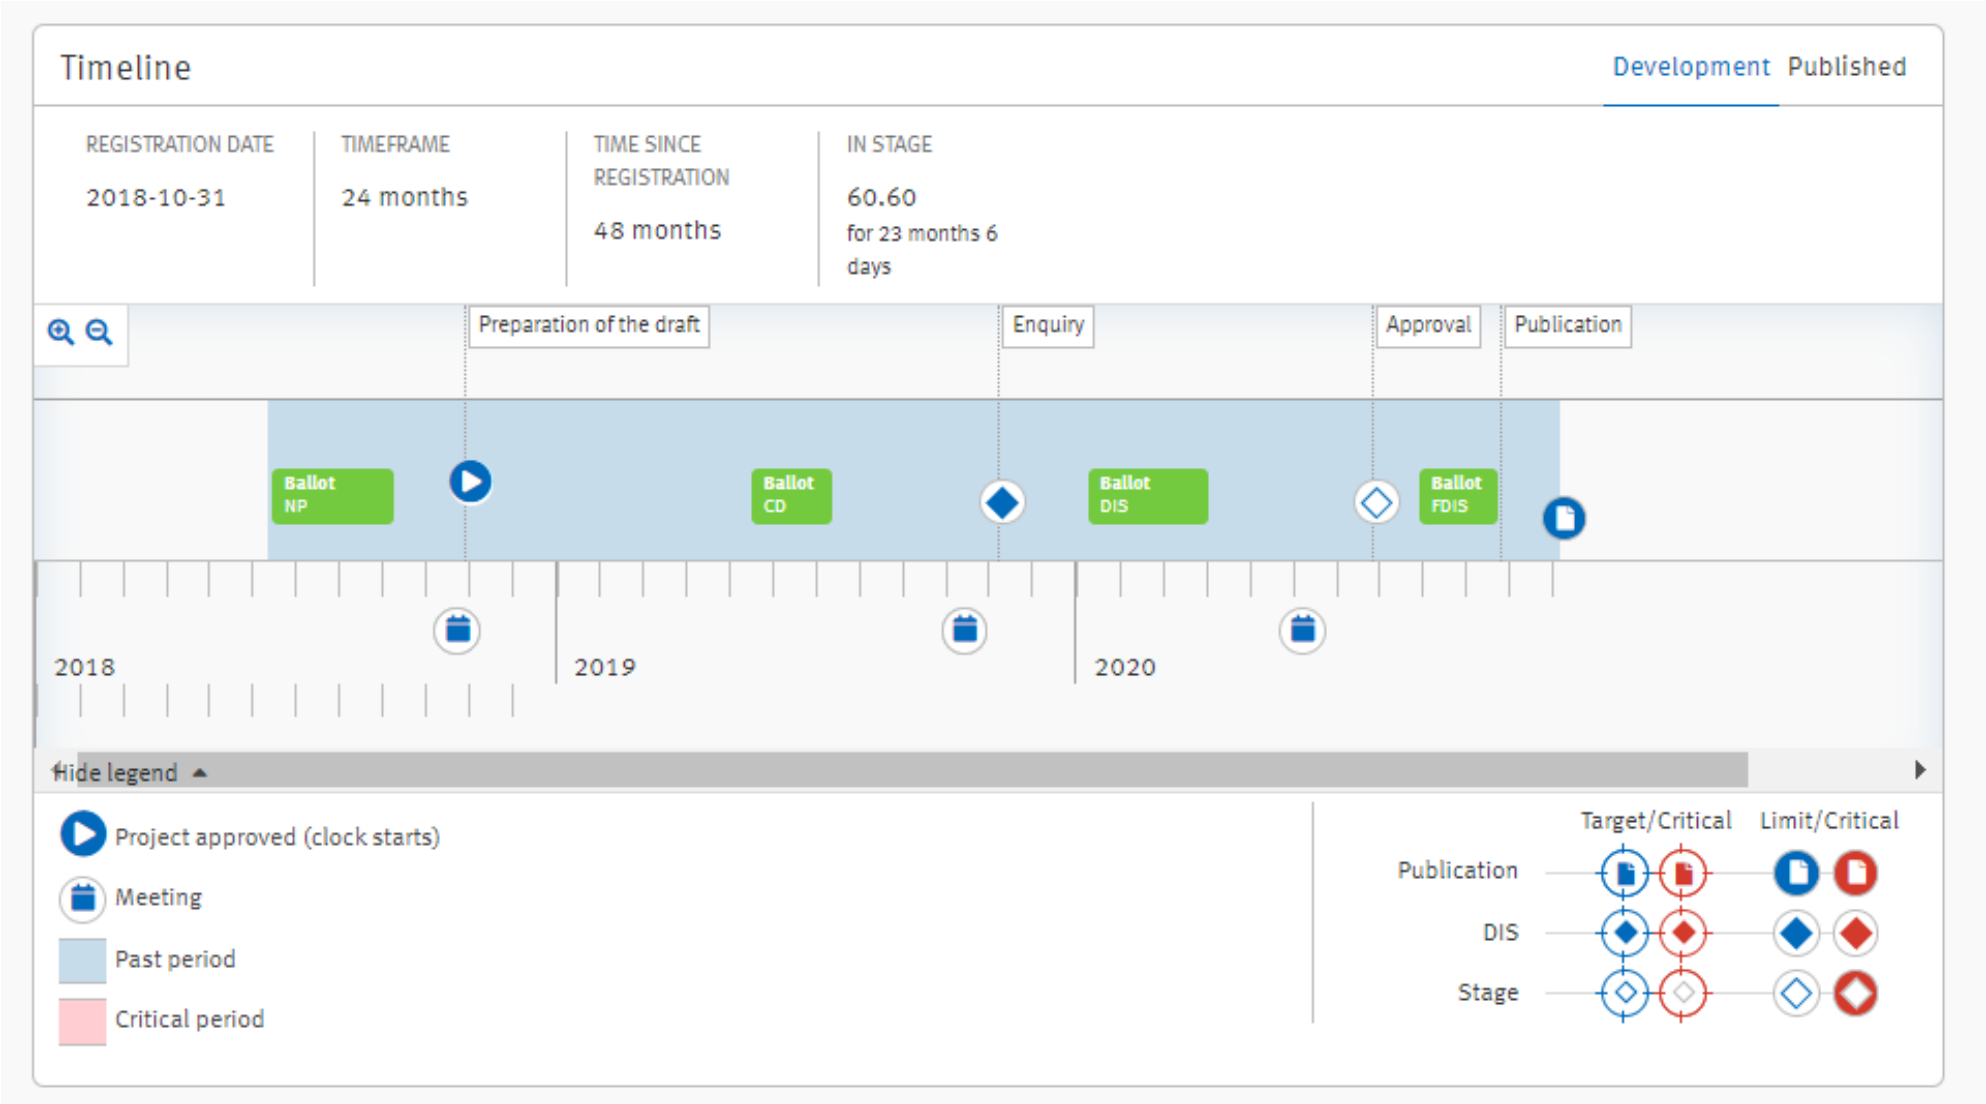 Timeline
Development Published
REGISTRATION DATE
2018-10-31
TIMEFRAME
24 months
TIME SINCE
REGISTRATION
48 months
IN STAGE
60.60
for 23 months 6
days
Preparation of the draft
Enquiry
Approval
Publication
Ballot
NP
Ballot
CD
Ballot
DIS
Ballot
FDIS
2018
2019
2020
Hide legend
Project approved (clock starts)
Meeting
Past period
Critical period
Target/Critical
Limit/Critical
Publication
DIS
Stage